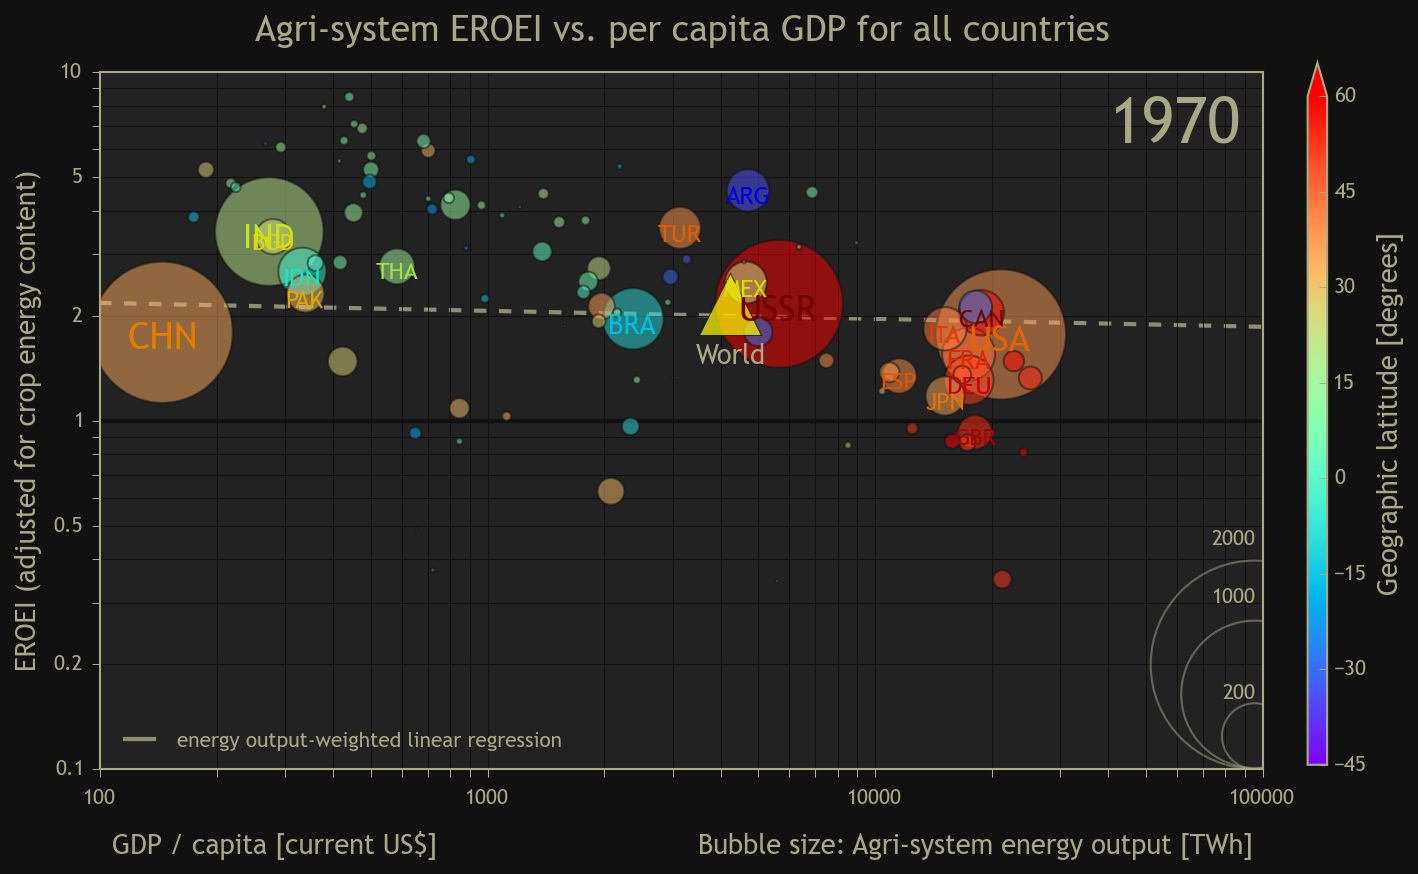 Agri-system EROEI vs. per capita GDP for all countries
1970
EROEI (adjusted for crop energy content)
10
5
2
1
0.5
0.2
0.1
ARG
TUR
IND
BGD
THA
IDN
PAK
CHN
MEX
BRA
USSR
World
CAN
ITA
USA
FRA
ESP
DEU
JPN
GBR
2000
1000
200
energy output-weighted linear regression
100
1000
10000
100000
GDP / capita [current US$]
Bubble size: Agri-system energy output [TWh]
60
45
30
15
0
−15
−30
−45
Geographic latitude [degrees]